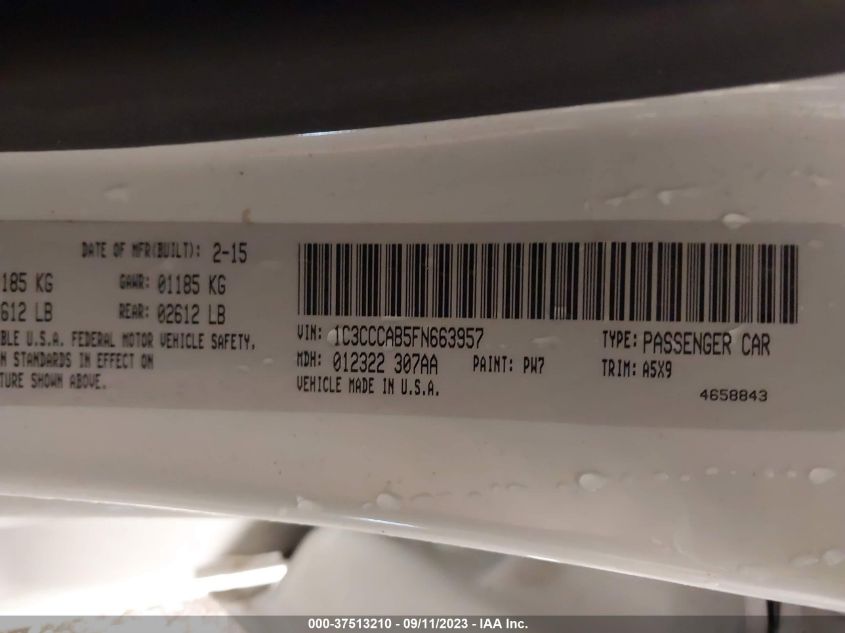 DATE OF MFR(BUILT): 2-15
185 KG GAWR: 01185 KG
612 LB REAR: 02612 LB
BLE U.S.A. FEDERAL MOTOR VEHICLE SAFETY,
N STANDARDS IN EFFECT ON
TURE SHOWN ABOVE.
VIN: 1C3CCCAB5FN663957 TYPE: PASSENGER CAR
MDH: 012322 307AA PAINT: PW7 TRIM: A5X9
VEHICLE MADE IN U.S.A. 4658843
000-37513210 - 09/11/2023 - IAA Inc.